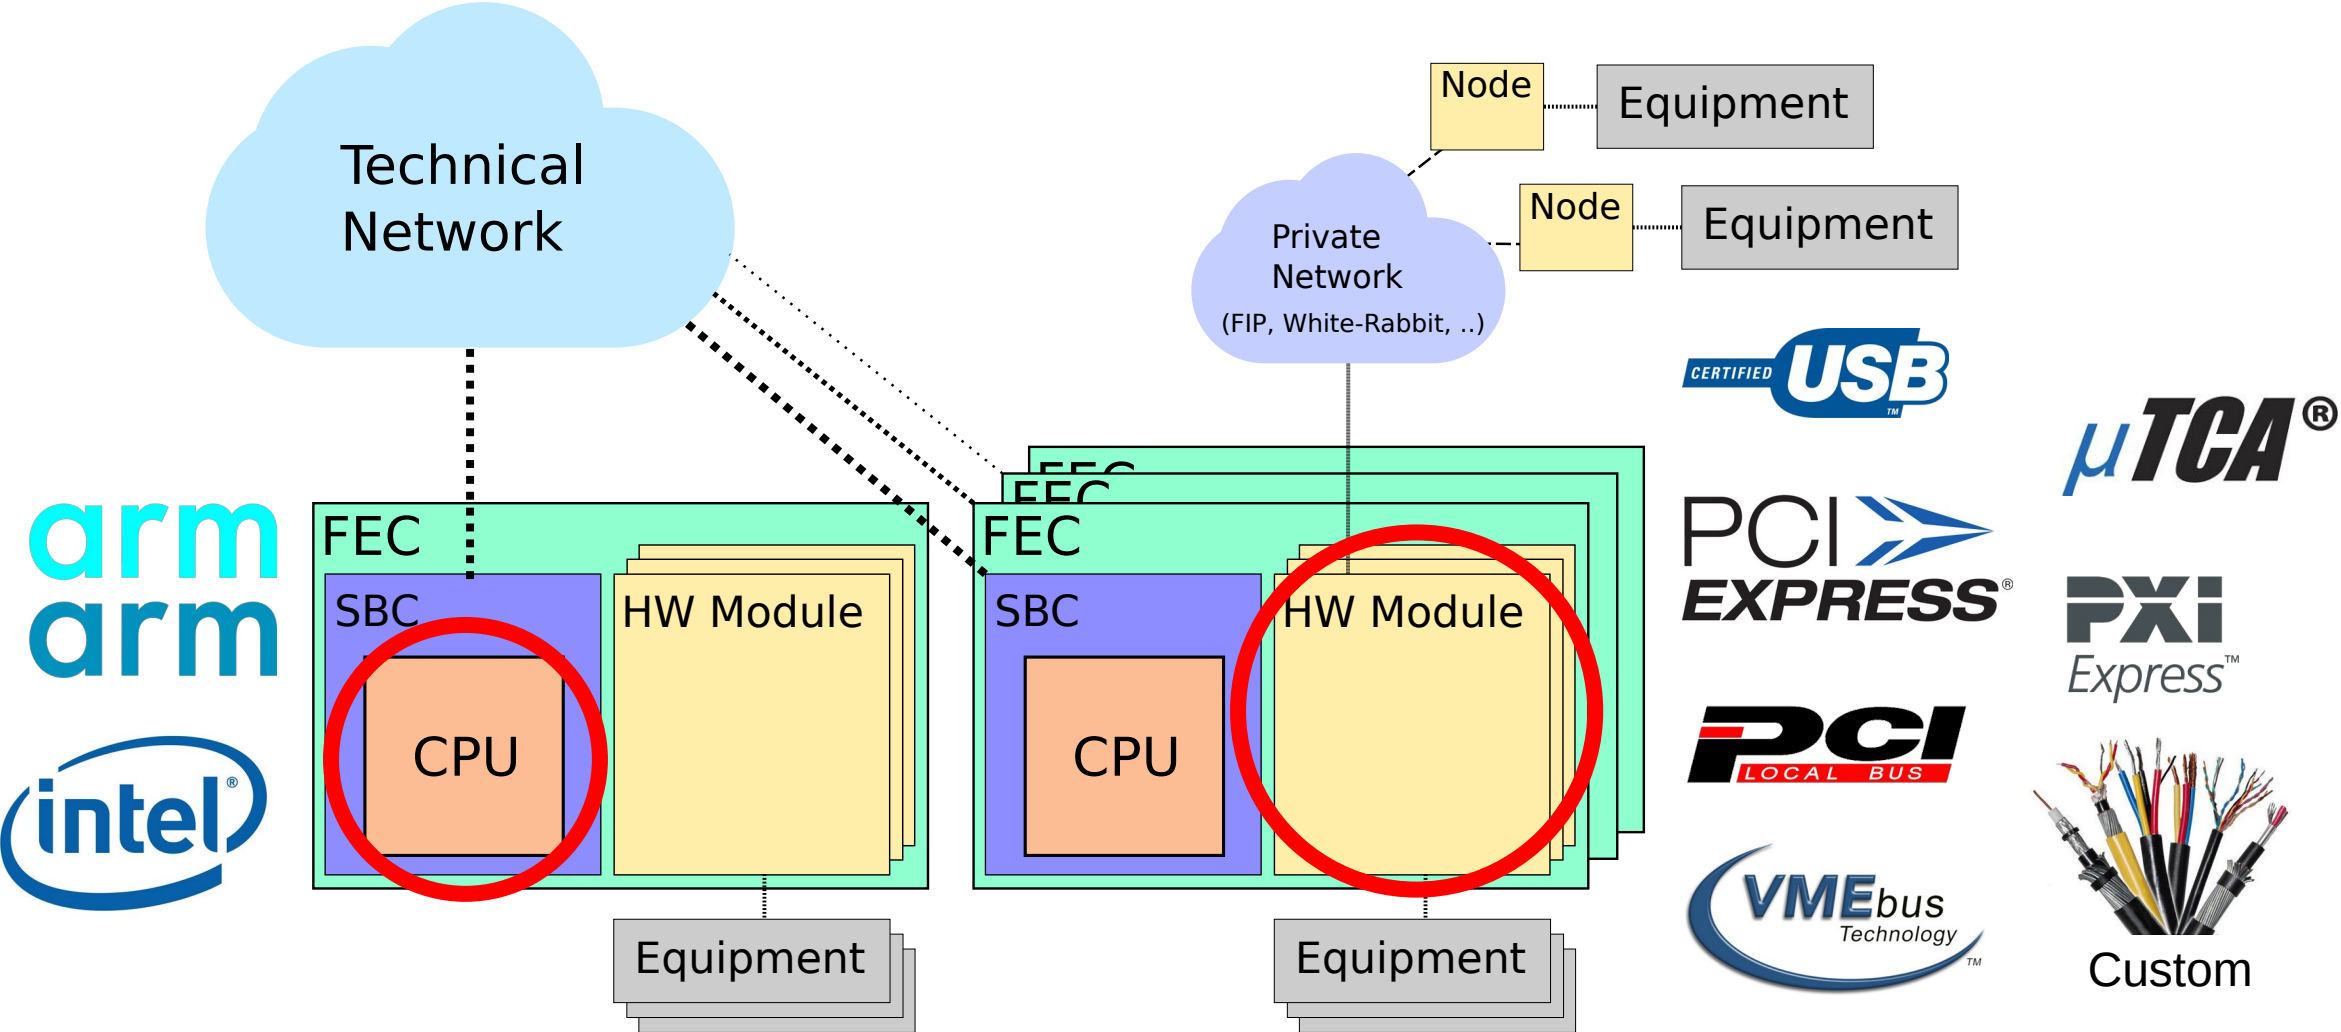 Technical
Network
Node
Equipment
Node
Equipment
Private
Network
(FIP, White-Rabbit, ..)
CERTIFIED USB
TM
µTCA®
FEC
FEC
FEC
FEC
arm
arm
SBC
HW Module
SBC
HW Module
CPU
CPU
intel®
PCI
EXPRESS®
PXI
Express™
PCI
LOCAL BUS
VMEbus
Technology
TM
Custom
Equipment
Equipment